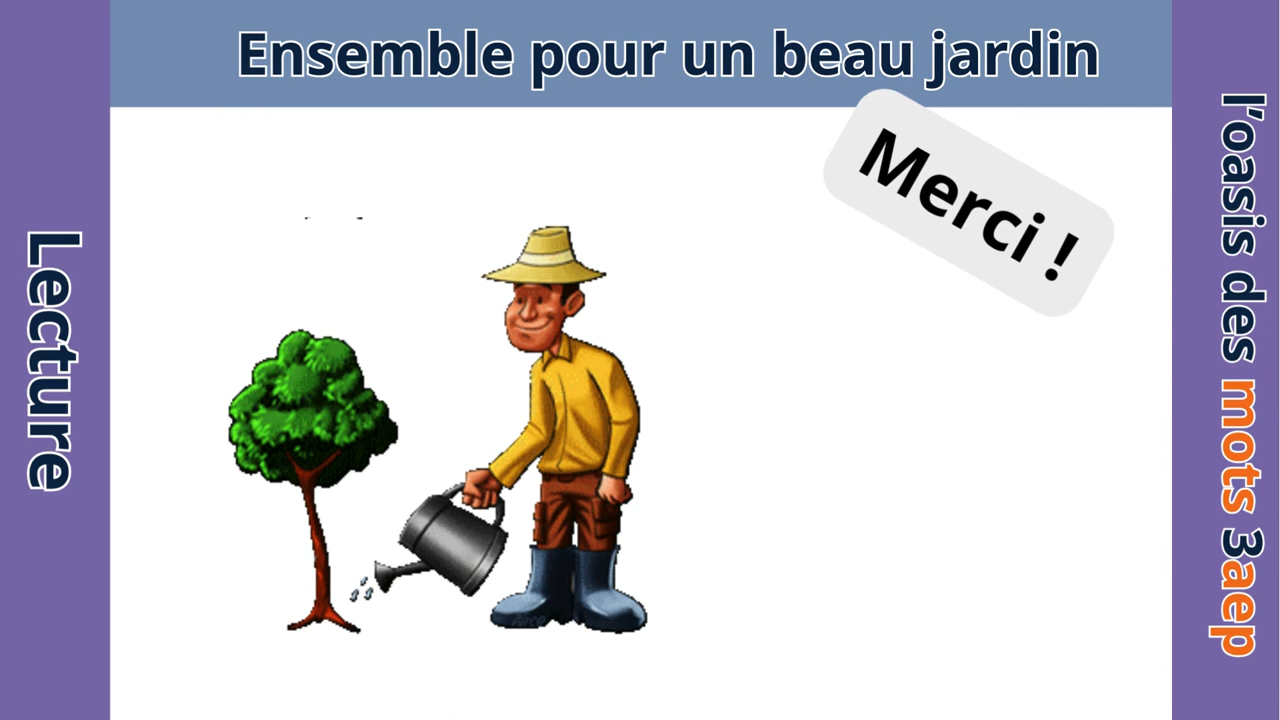 Ensemble pour un beau jardin
Merci !
Lecture
l'oasis des mots 3aep